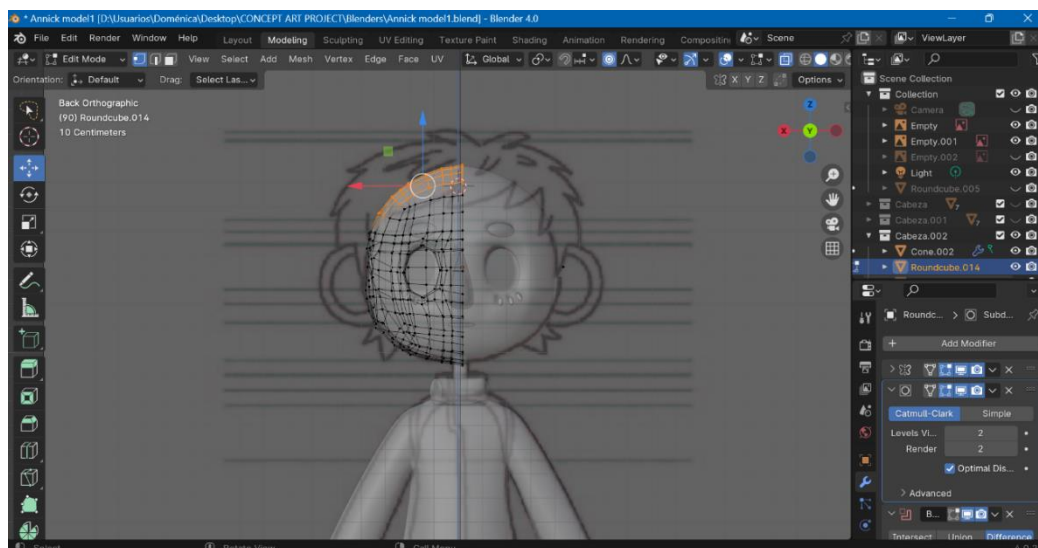 * Annick model1 [D:\Usuarios\Doménica\Desktop\CONCEPT ART PROJECT\Blenders\Annick model1.blend] - Blender 4.0
File Edit Render Window Help Layout Modeling Sculpting UV Editing Texture Paint Shading Animation Rendering Compositin Scene ViewLayer
Edit Mode View Select Add Mesh Vertex Edge Face UV Global
Orientation: Default Drag: Select Las... X Y Z Options
Back Orthographic
(90) Roundcube.014
10 Centimeters
Z
X Y
Scene Collection
Collection
Camera
Empty
Empty.001
Empty.002
Light
Roundcube.005
Cabeza 7
Cabeza.001 7
Cabeza.002
Cone.002
Roundcube.014
Roundc... > Subd...
+ Add Modifier
Catmull-Clark Simple
Levels Vi... 2
Render 2
Optimal Dis...
> Advanced
B...
Intersect Union Difference
Select Rotate View Call Menu